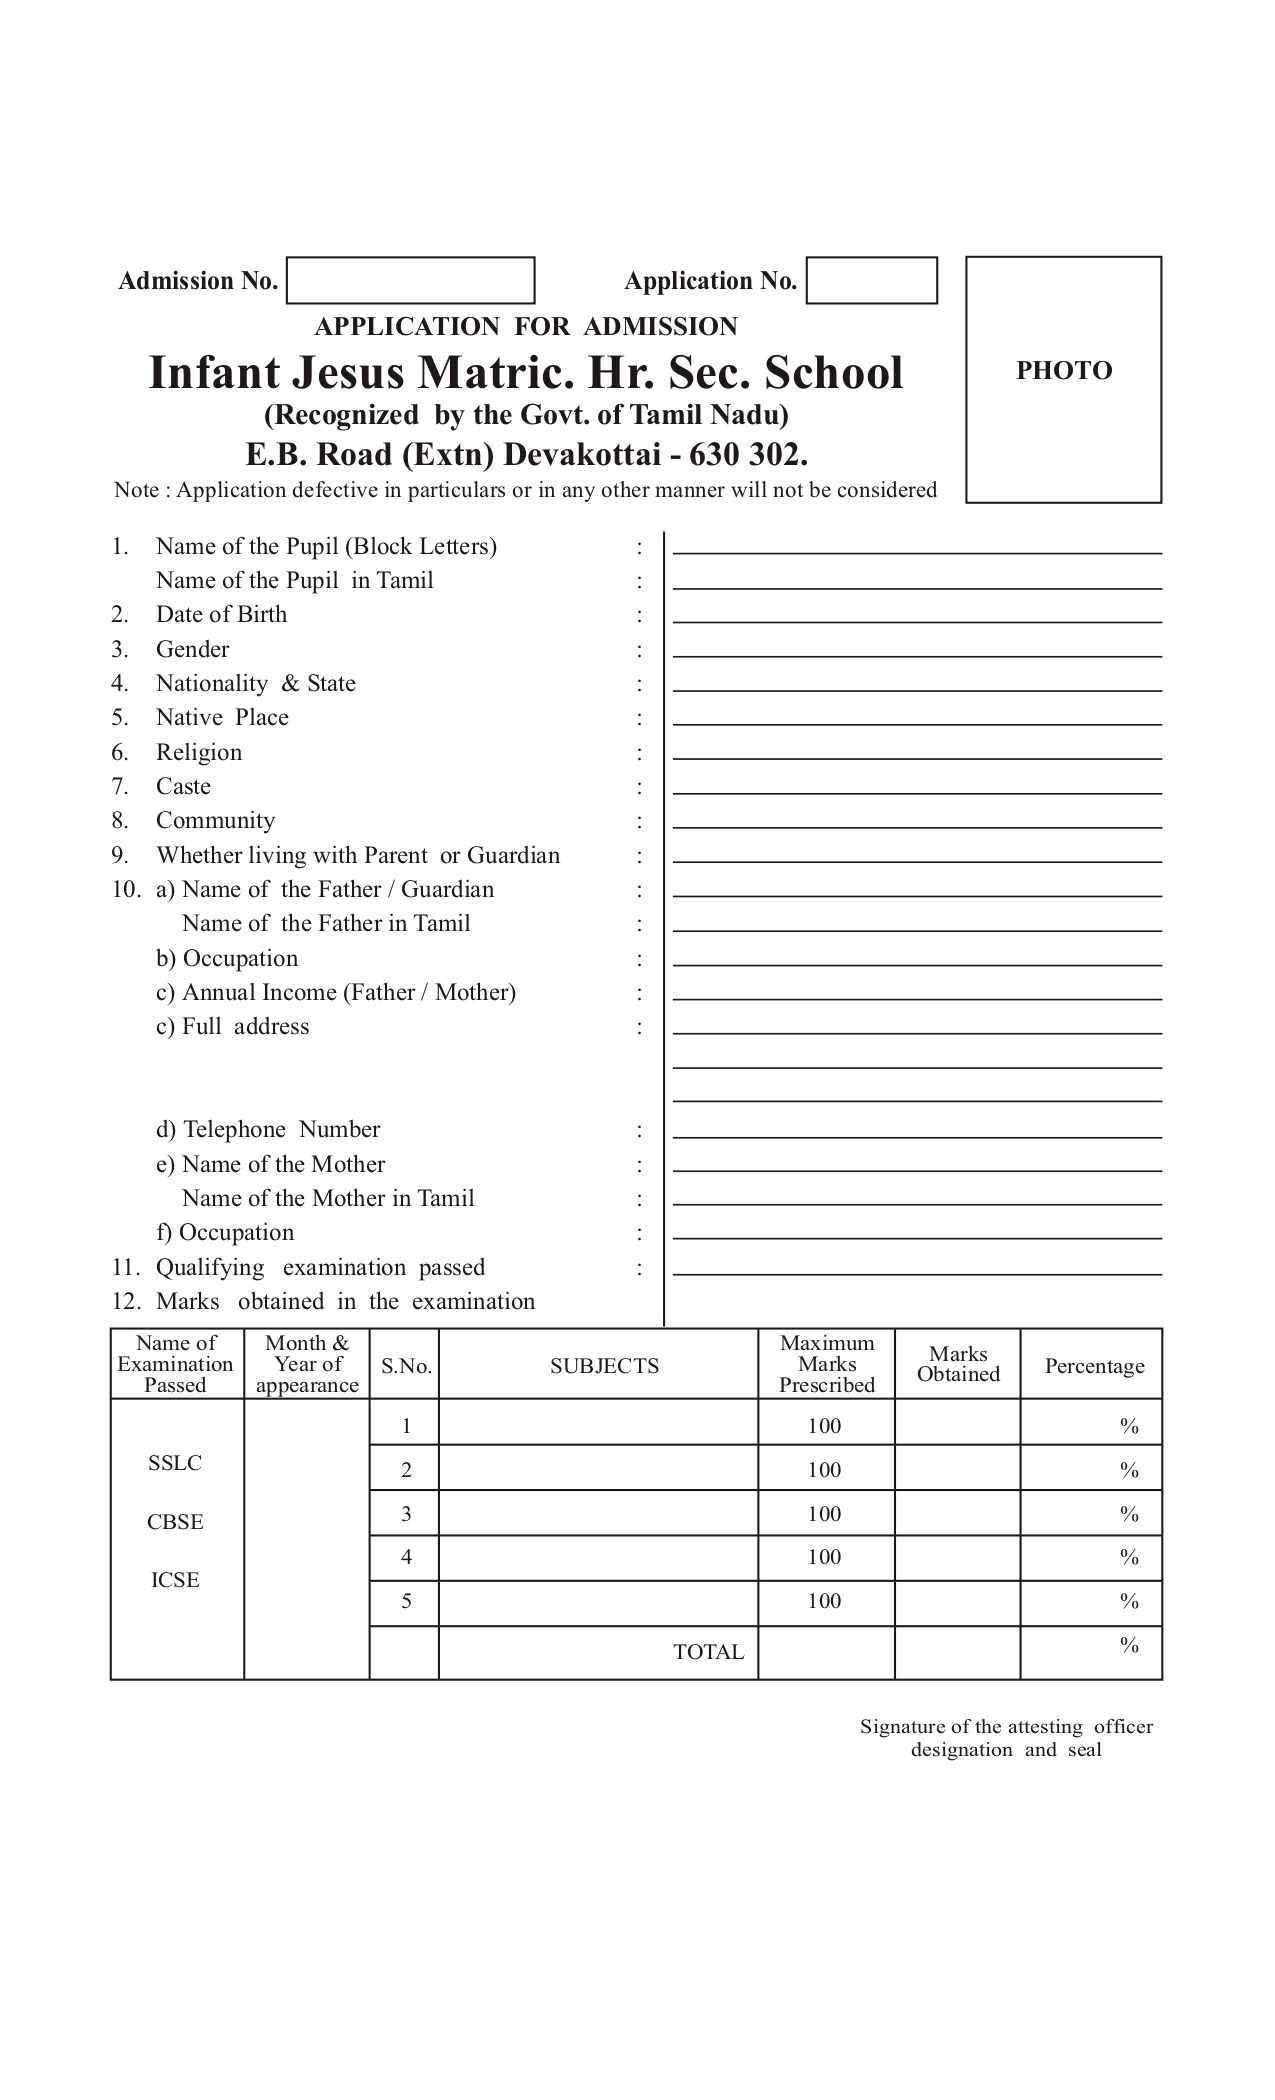 Admission No. Application No.
APPLICATION FOR ADMISSION
Infant Jesus Matric. Hr. Sec. School
(Recognized by the Govt. of Tamil Nadu)
E.B. Road (Extn) Devakottai - 630 302.
Note : Application defective in particulars or in any other manner will not be considered
PHOTO
1. Name of the Pupil (Block Letters) :
Name of the Pupil in Tamil :
2. Date of Birth :
3. Gender :
4. Nationality & State :
5. Native Place :
6. Religion :
7. Caste :
8. Community :
9. Whether living with Parent or Guardian :
10. a) Name of the Father / Guardian :
Name of the Father in Tamil :
b) Occupation :
c) Annual Income (Father / Mother) :
c) Full address :
d) Telephone Number :
e) Name of the Mother :
Name of the Mother in Tamil :
f) Occupation :
11. Qualifying examination passed :
12. Marks obtained in the examination
Name of
Examination
Passed
Month &
Year of
appearance
S.No.
SUBJECTS
Maximum
Marks
Prescribed
Marks
Obtained
Percentage
SSLC
CBSE
ICSE
1 100 %
2 100 %
3 100 %
4 100 %
5 100 %
TOTAL %
Signature of the attesting officer
designation and seal